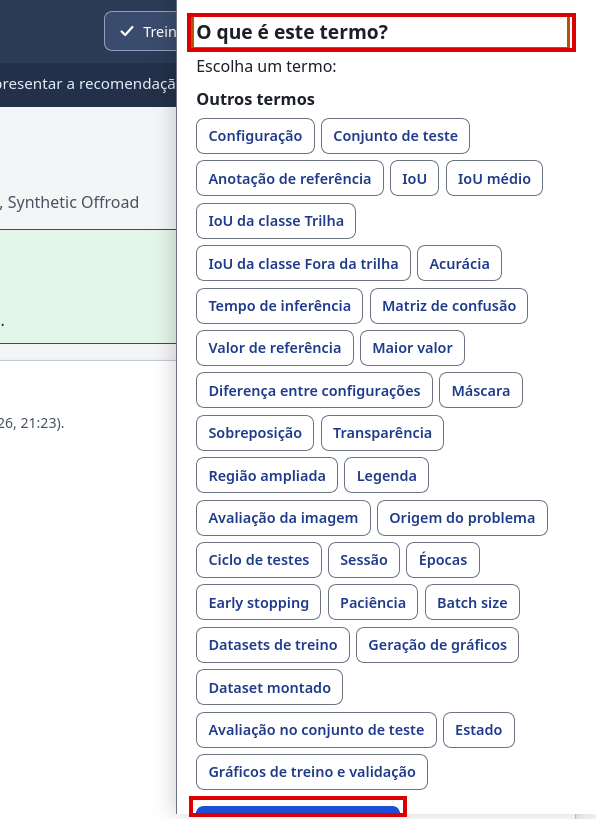 Trein
O que é este termo?
presentar a recomendaçã
Escolha um termo:
Outros termos
Configuração Conjunto de teste
Anotação de referência IoU IoU médio
, Synthetic Offroad
IoU da classe Trilha
IoU da classe Fora da trilha Acurácia
Tempo de inferência Matriz de confusão
.
Valor de referência Maior valor
Diferença entre configurações Máscara
26, 21:23).
Sobreposição Transparência
Região ampliada Legenda
Avaliação da imagem Origem do problema
Ciclo de testes Sessão Épocas
Early stopping Paciência Batch size
Datasets de treino Geração de gráficos
Dataset montado
Avaliação no conjunto de teste Estado
Gráficos de treino e validação